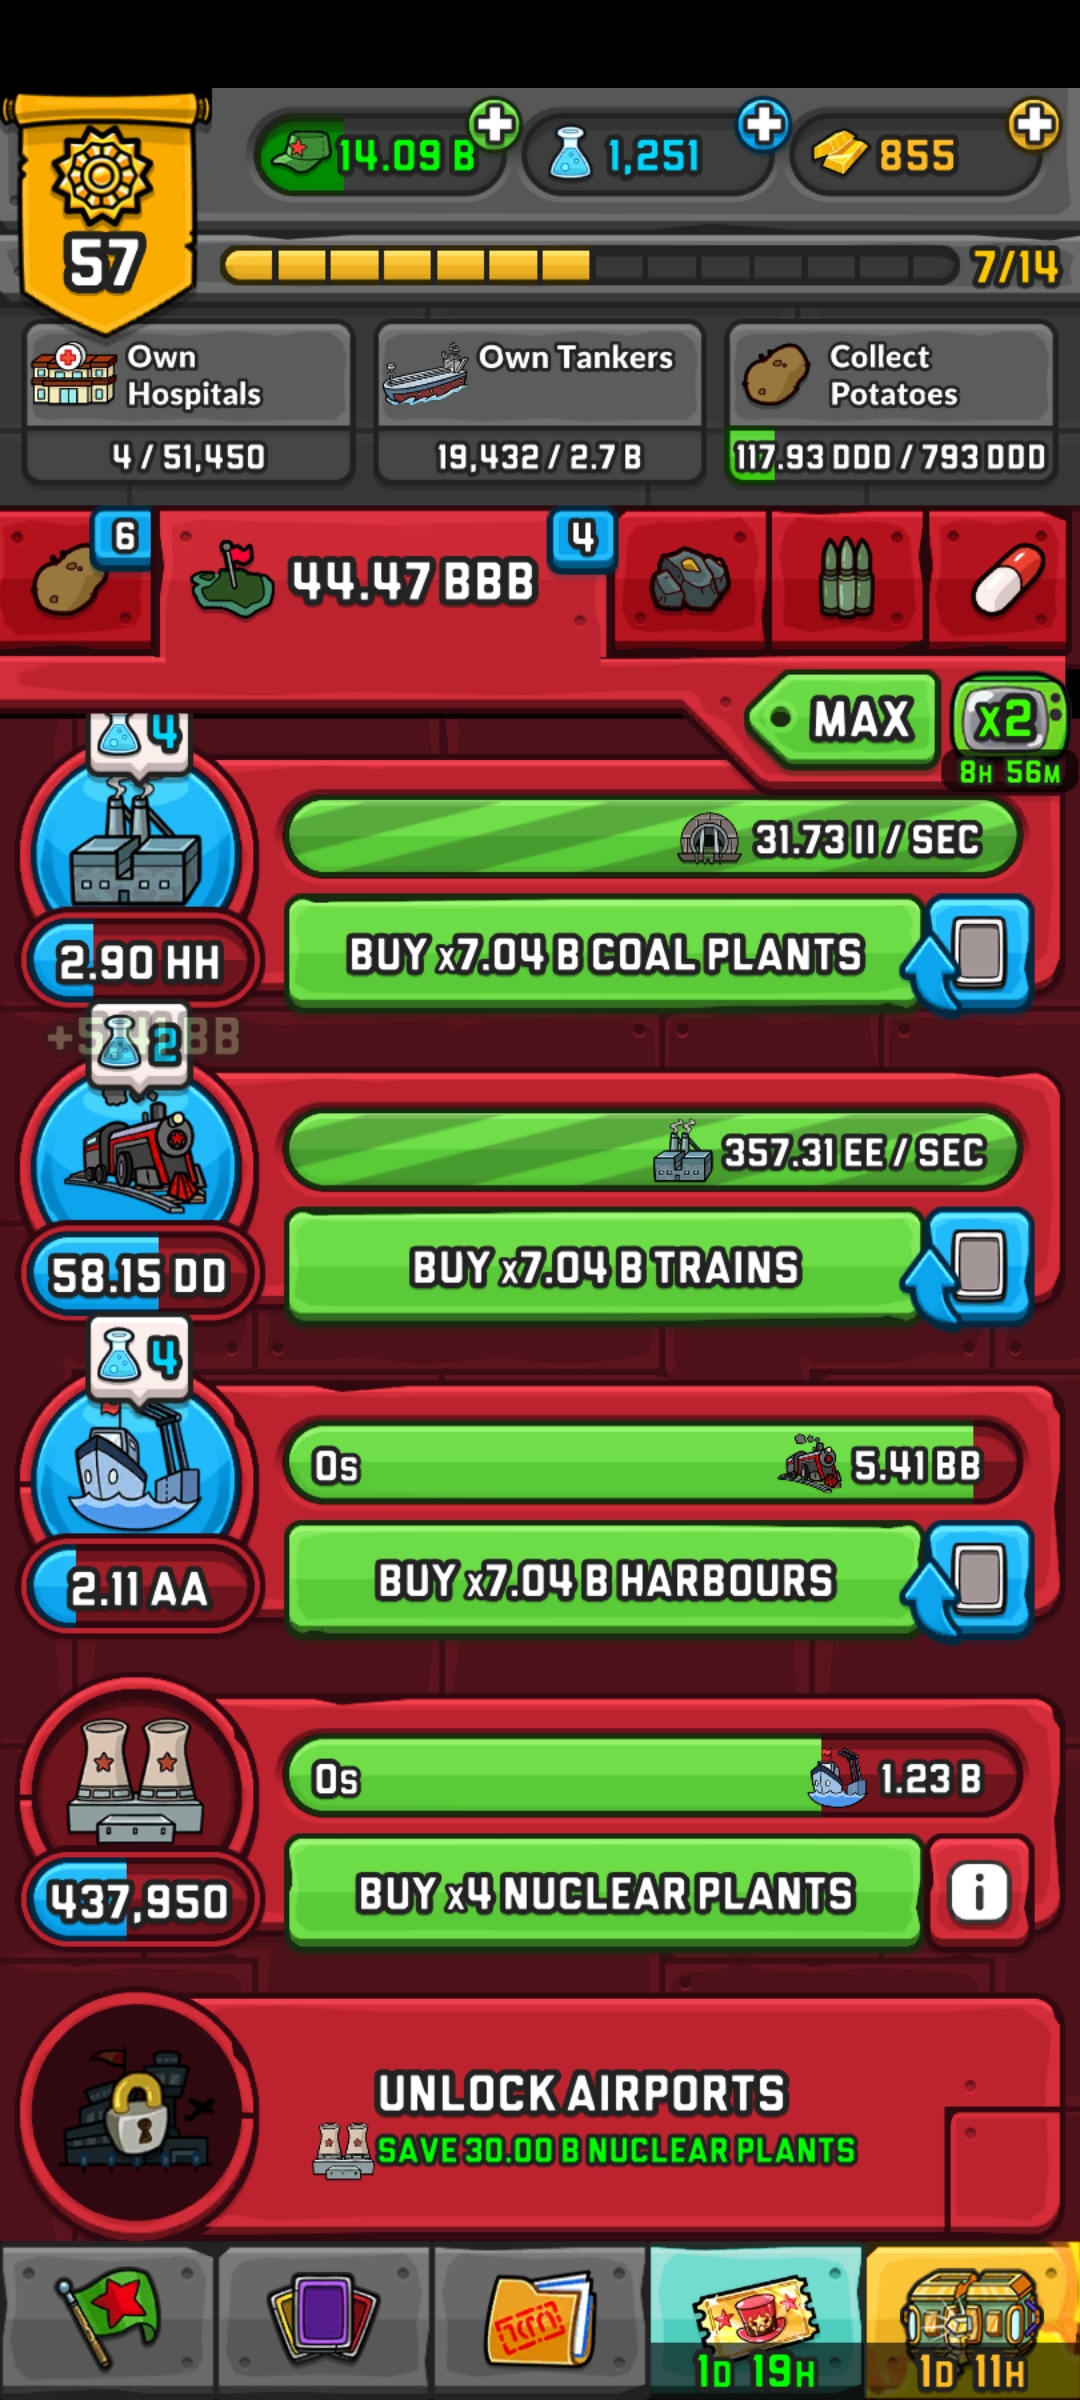 14.09 B
1,251
855
57
7/14
Own
Hospitals
4 / 51,450
Own Tankers
19,432 / 2.7 B
Collect
Potatoes
117.93 DDD / 793 DDD
6
44.47 BBB
4
MAX
x2
8H 56M
4
31.73 II / SEC
2.90 HH
BUY x7.04 B COAL PLANTS
2
357.31 EE / SEC
58.15 DD
BUY x7.04 B TRAINS
4
0s
5.41 BB
2.11 AA
BUY x7.04 B HARBOURS
0s
1.23 B
437,950
BUY x4 NUCLEAR PLANTS
i
UNLOCK AIRPORTS
SAVE 30.00 B NUCLEAR PLANTS
1D 19H
1D 11H